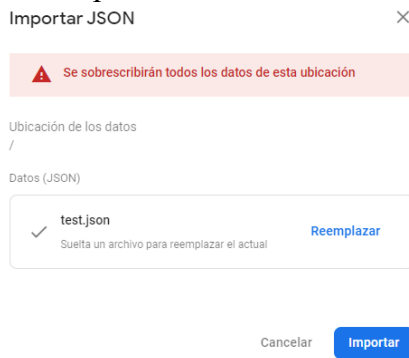 Importar JSON
Se sobrescribirán todos los datos de esta ubicación
Ubicación de los datos
/
Datos (JSON)
test.json
Reemplazar
Suelta un archivo para reemplazar el actual
Cancelar
Importar